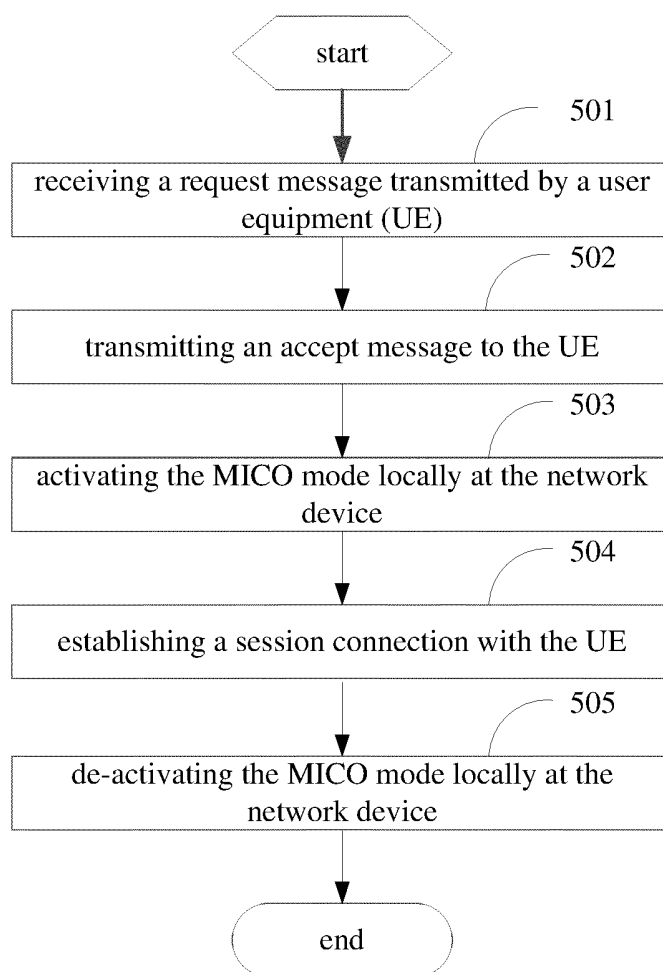 start
501
receiving a request message transmitted by a user
equipment (UE)
502
transmitting an accept message to the UE
503
activating the MICO mode locally at the network
device
504
establishing a session connection with the UE
505
de-activating the MICO mode locally at the
network device
end